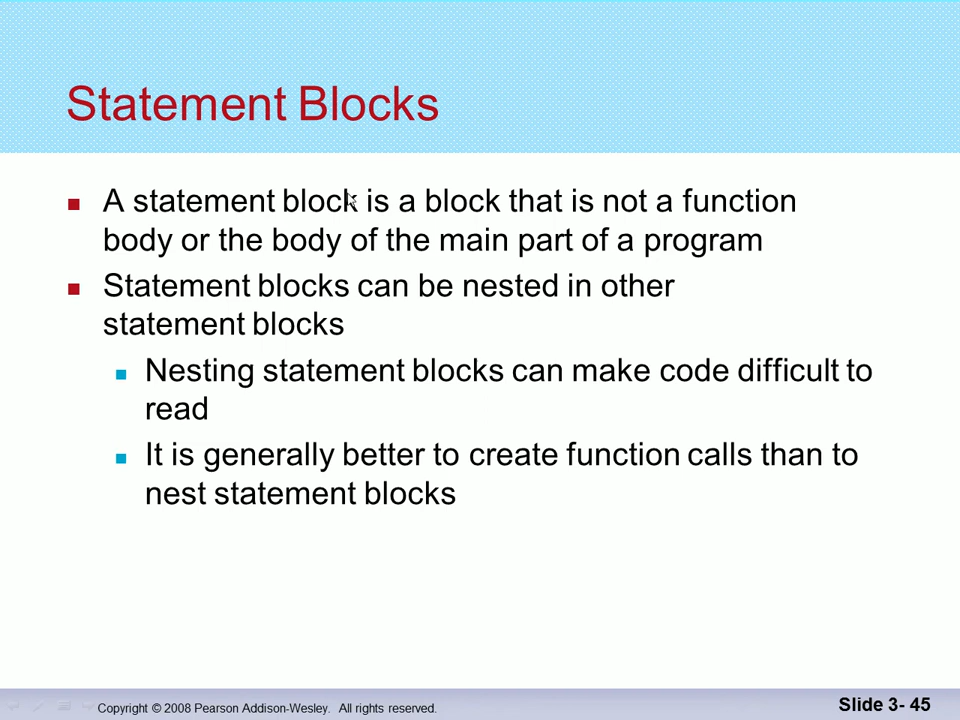 Statement Blocks
A statement block is a block that is not a function
body or the body of the main part of a program
Statement blocks can be nested in other
statement blocks
Nesting statement blocks can make code difficult to
read
It is generally better to create function calls than to
nest statement blocks
Copyright © 2008 Pearson Addison-Wesley. All rights reserved.
Slide 3- 45